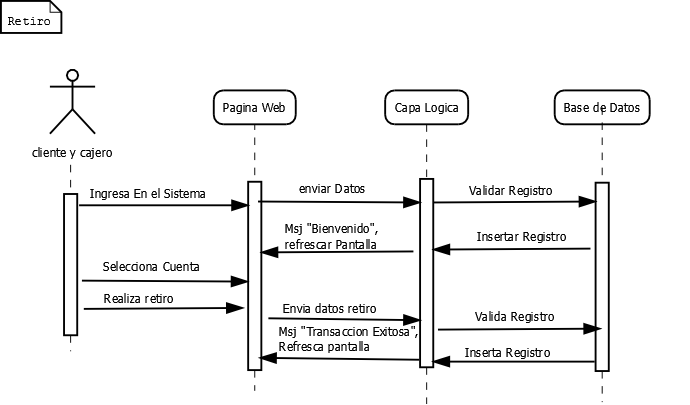 Retiro
cliente y cajero
Pagina Web
Capa Logica
Base de Datos
Ingresa En el Sistema
enviar Datos
Validar Registro
Msj "Bienvenido",
refrescar Pantalla
Insertar Registro
Selecciona Cuenta
Realiza retiro
Envia datos retiro
Valida Registro
Msj "Transaccion Exitosa",
Refresca pantalla
Inserta Registro